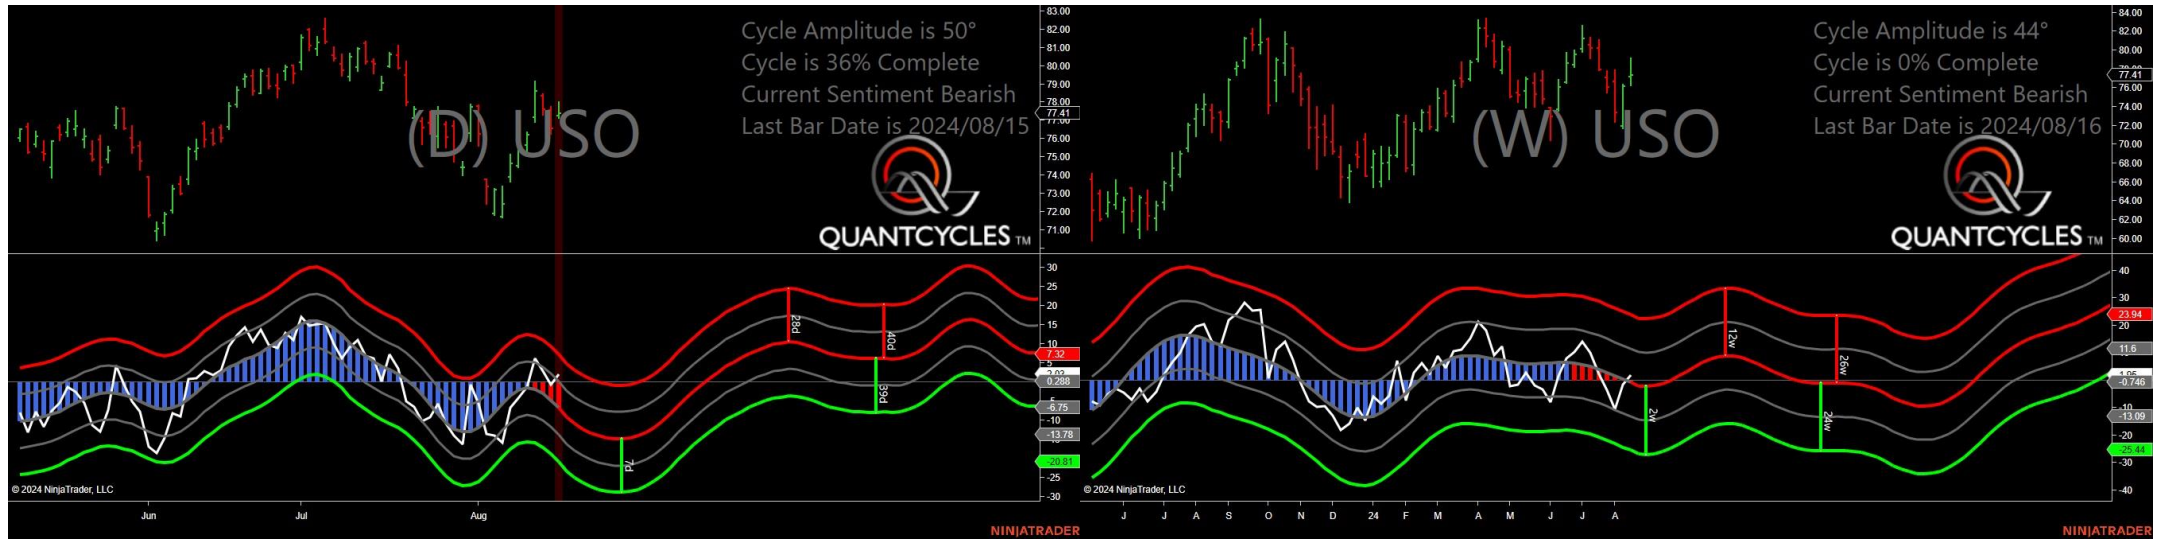 Cycle Amplitude is 50°
Cycle is 36% Complete
Current Sentiment Bearish
Last Bar Date is 2024/08/15
(D) USO
QUANTCYCLES TM
83.00
82.00
81.00
80.00
79.00
78.00
77.41
77.00
76.00
75.00
74.00
73.00
72.00
71.00
30
25
20
15
10
7.32
0.288
-6.75
-10
-13.78
-20.81
-25
-30
28d
40d
39d
7d
© 2024 NinjaTrader, LLC
Jun
Jul
Aug
NINJATRADER
Cycle Amplitude is 44°
Cycle is 0% Complete
Current Sentiment Bearish
Last Bar Date is 2024/08/16
(W) USO
QUANTCYCLES TM
84.00
82.00
80.00
77.41
76.00
74.00
72.00
70.00
68.00
66.00
64.00
62.00
60.00
40
30
23.94
20
11.6
-0.746
-10
-13.09
-20
-25.44
-30
-40
12w
26w
2w
24w
© 2024 NinjaTrader, LLC
J J A S O N D 24 F M A M J J A
NINJATRADER